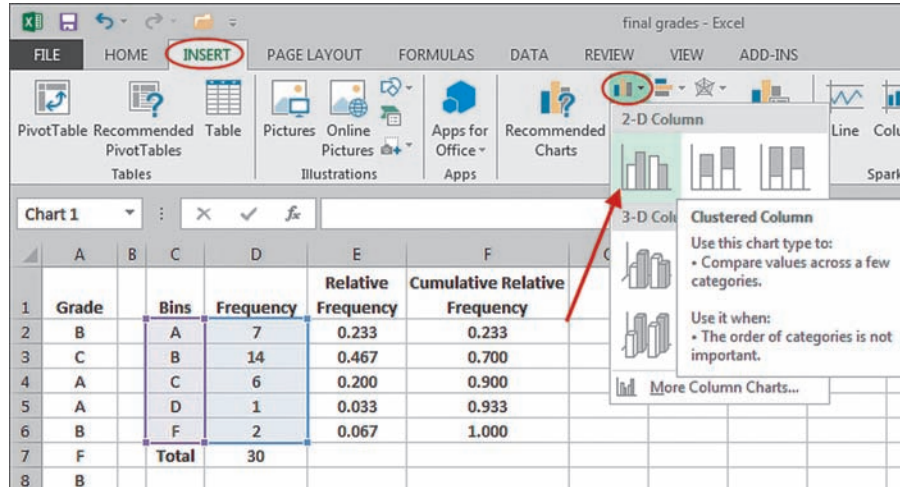 final grades - Excel
FILE HOME INSERT PAGE LAYOUT FORMULAS DATA REVIEW VIEW ADD-INS
PivotTable Recommended PivotTables Table
Tables
Pictures Online Pictures
Illustrations
Apps for Office
Apps
Recommended Charts
Line
Chart 1
fx
2-D Column
3-D
Clustered Column
Use this chart type to:
• Compare values across a few
categories.
Use it when:
• The order of categories is not
important.
More Column Charts...
A B C D E F
1 Grade Bins Frequency Relative Frequency Cumulative Relative Frequency
2 B A 7 0.233 0.233
3 C B 14 0.467 0.700
4 A C 6 0.200 0.900
5 A D 1 0.033 0.933
6 B F 2 0.067 1.000
7 F Total 30
8 B